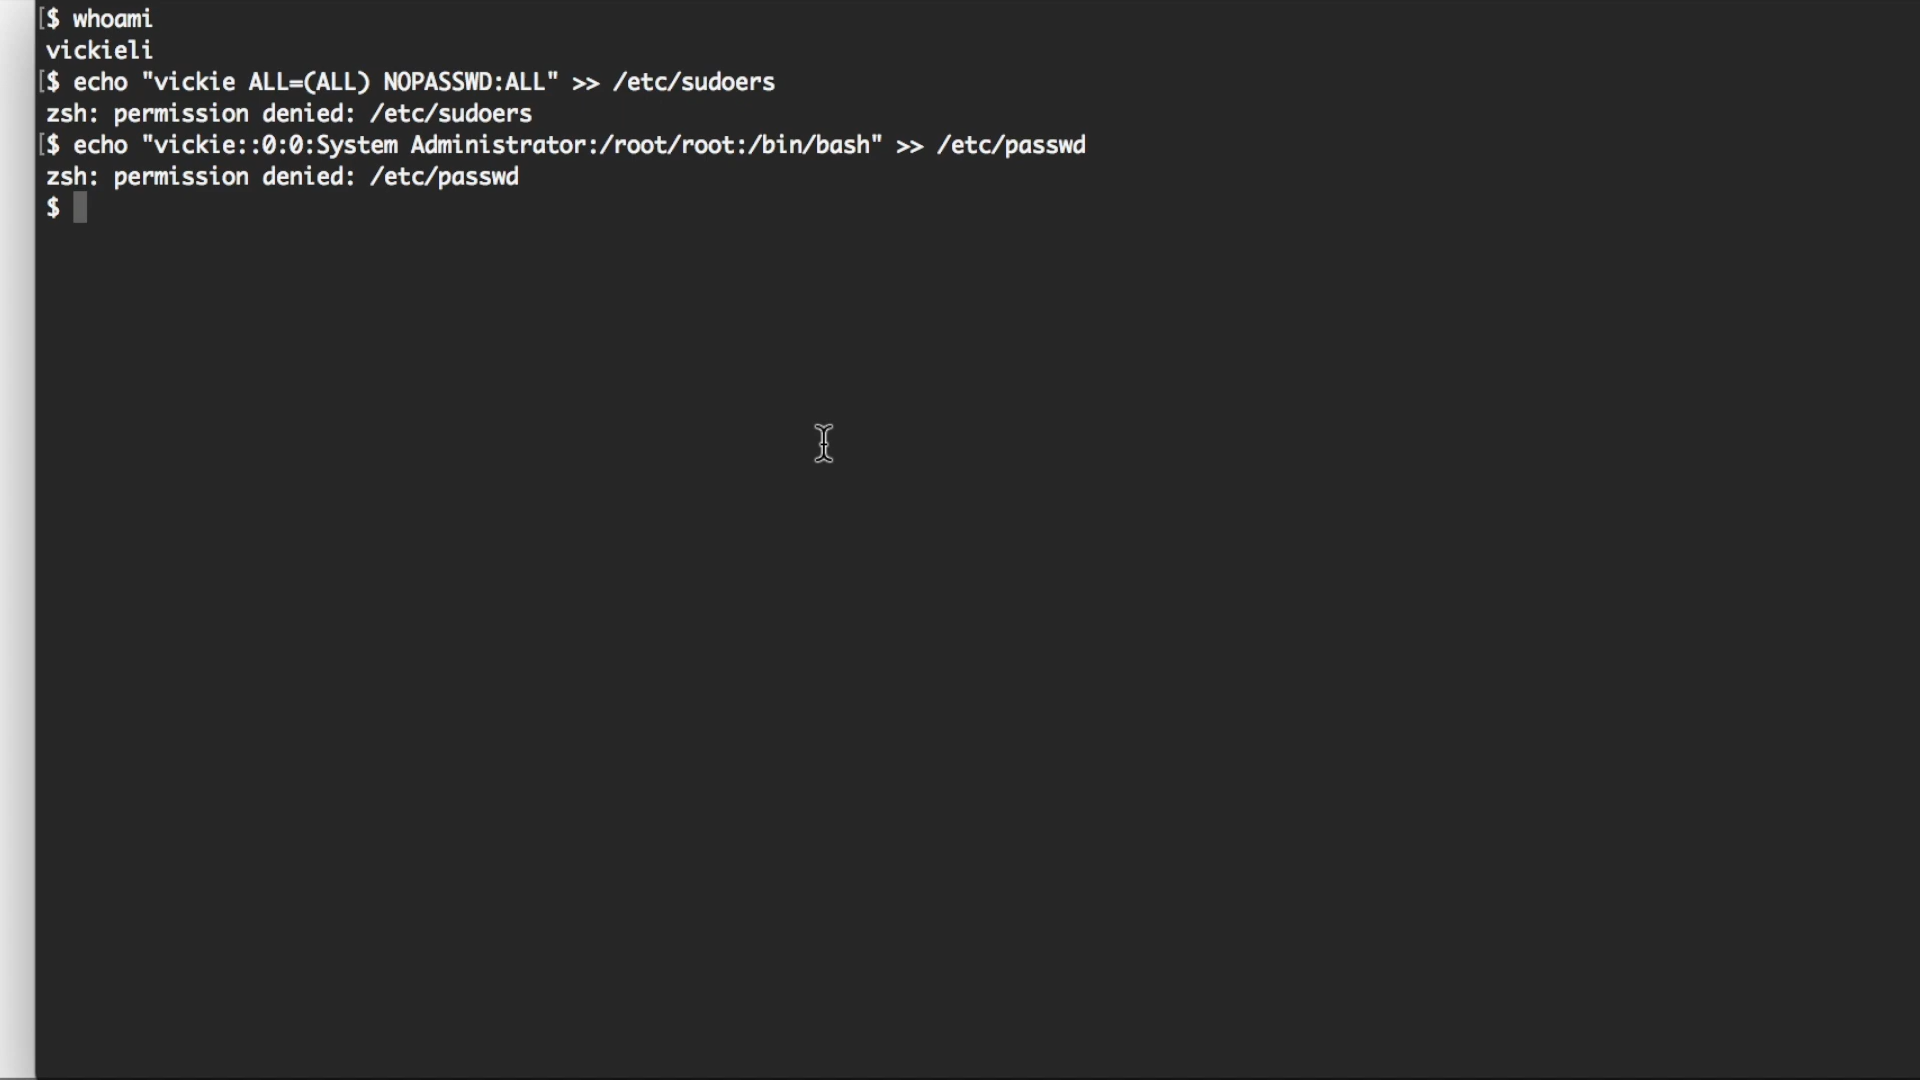 [$ whoami
vickieli
[$ echo "vickie ALL=(ALL) NOPASSWD:ALL" >> /etc/sudoers
zsh: permission denied: /etc/sudoers
[$ echo "vickie::0:0:System Administrator:/root/root:/bin/bash" >> /etc/passwd
zsh: permission denied: /etc/passwd
$